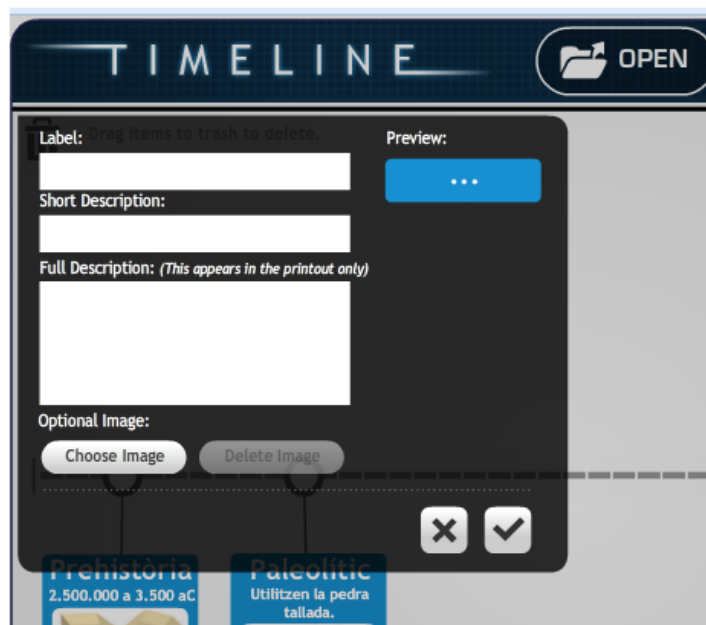 TIMELINE
OPEN
Drag items to trash to delete.
Label:
Preview:
...
Short Description:
Full Description: (This appears in the printout only)
Optional Image:
Choose Image
Delete Image
Prehistòria
2.500.000 a 3.500 aC
Paleolític
Utilitzen la pedra
tallada.